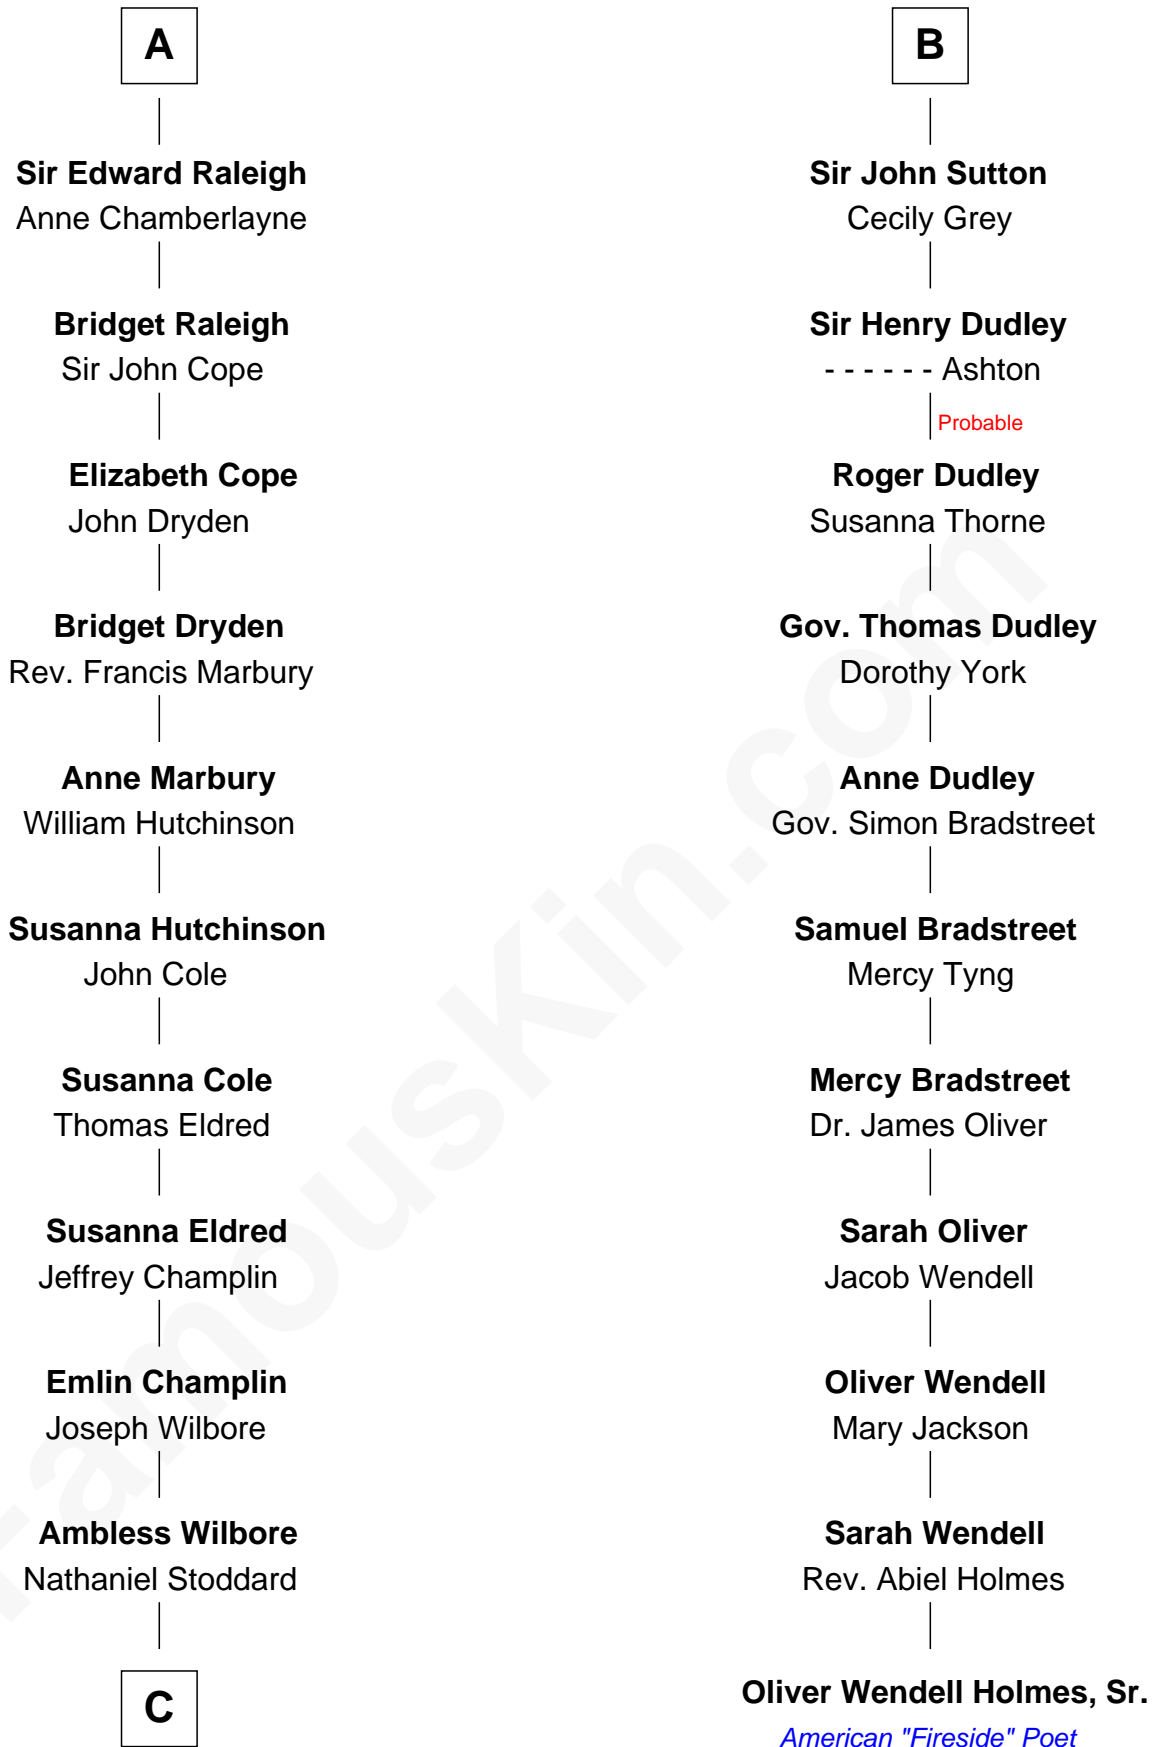 A
Sir Edward Raleigh
Anne Chamberlayne
Bridget Raleigh
Sir John Cope
Elizabeth Cope
John Dryden
Bridget Dryden
Rev. Francis Marbury
Anne Marbury
William Hutchinson
Susanna Hutchinson
John Cole
Susanna Cole
Thomas Eldred
Susanna Eldred
Jeffrey Champlin
Emlin Champlin
Joseph Wilbore
Ambless Wilbore
Nathaniel Stoddard
C
B
Sir John Sutton
Cecily Grey
Sir Henry Dudley
- - - - - - Ashton
Probable
Roger Dudley
Susanna Thorne
Gov. Thomas Dudley
Dorothy York
Anne Dudley
Gov. Simon Bradstreet
Samuel Bradstreet
Mercy Tyng
Mercy Bradstreet
Dr. James Oliver
Sarah Oliver
Jacob Wendell
Oliver Wendell
Mary Jackson
Sarah Wendell
Rev. Abiel Holmes
Oliver Wendell Holmes, Sr.
American "Fireside" Poet
FamousKin.com